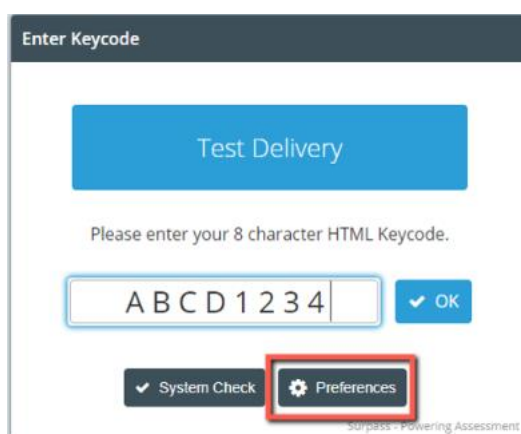 Enter Keycode
Test Delivery
Please enter your 8 character HTML Keycode.
ABCD1234
OK
System Check
Preferences
Surpass - Powering Assessment